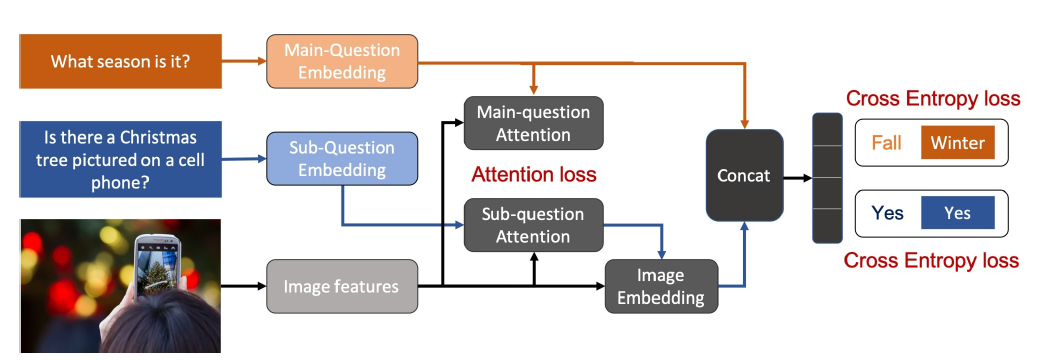 What season is it?
Main-Question
Embedding
Main-question
Attention
Is there a Christmas
tree pictured on a cell
phone?
Sub-Question
Embedding
Attention loss
Sub-question
Attention
Image features
Image
Embedding
Concat
Cross Entropy loss
Fall Winter
Yes Yes
Cross Entropy loss